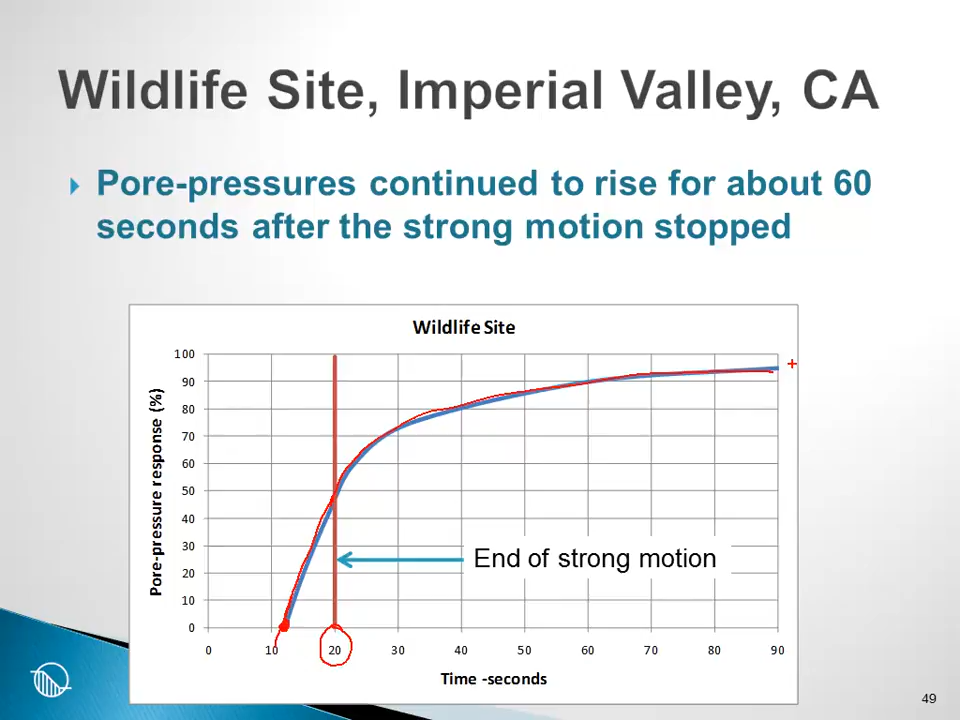 Wildlife Site, Imperial Valley, CA
Pore-pressures continued to rise for about 60
seconds after the strong motion stopped
Wildlife Site
Pore-pressure response (%)
100
90
80
70
60
50
40
30
20
10
0
End of strong motion
0 10 20 30 40 50 60 70 80 90
Time -seconds
49